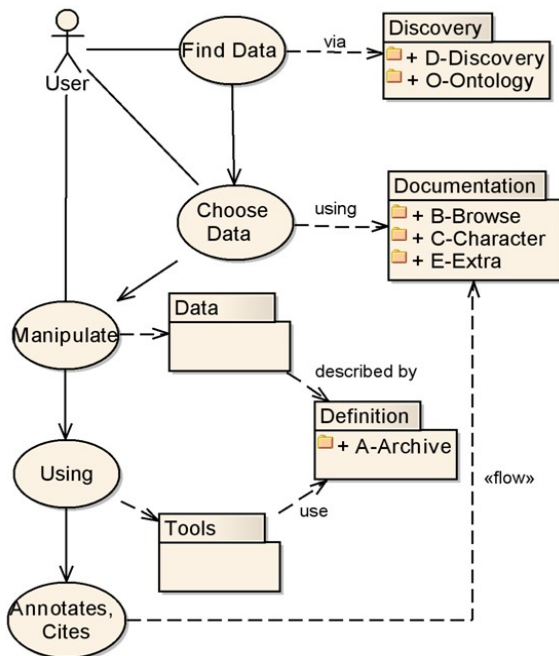 User
Find Data
via
Discovery
+ D-Discovery
+ O-Ontology
Choose
Data
using
Documentation
+ B-Browse
+ C-Character
+ E-Extra
Manipulate
Data
described by
Definition
+ A-Archive
Using
Tools
use
«flow»
Annotates,
Cites